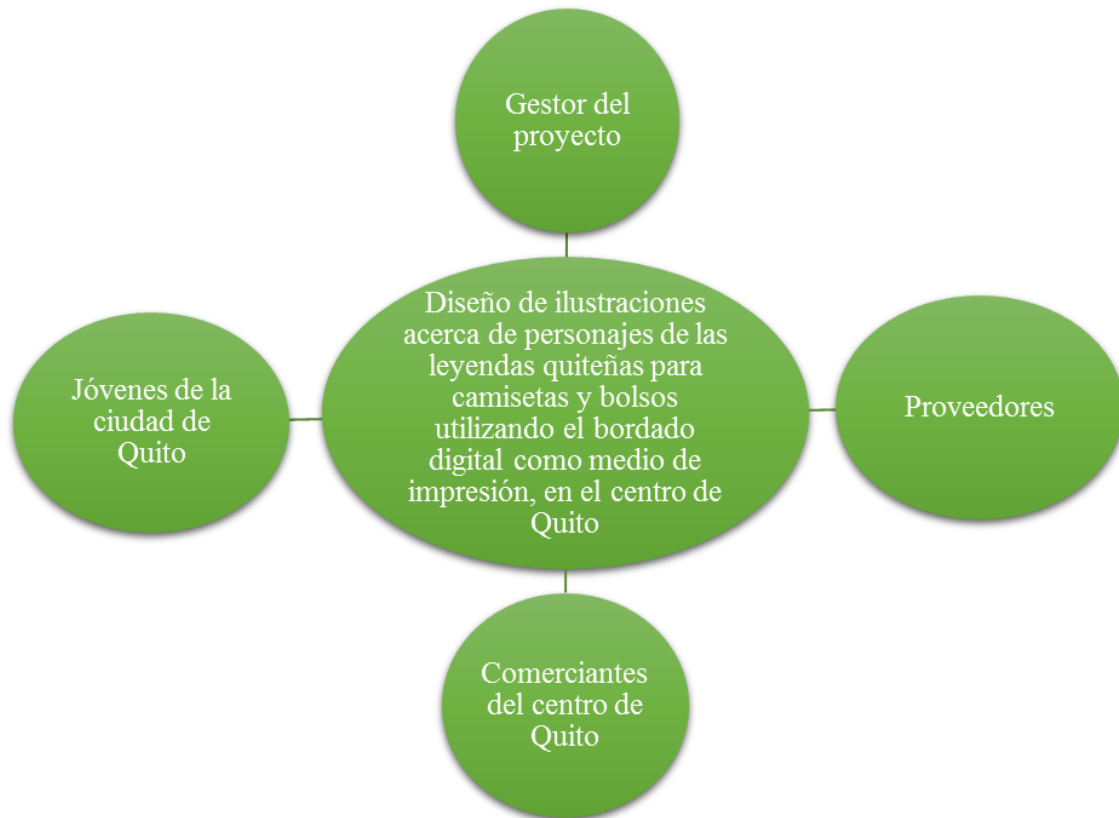 Gestor del
proyecto
Diseño de ilustraciones
acerca de personajes de las
leyendas quiteñas para
camisetas y bolsos
utilizando el bordado
digital como medio de
impresión, en el centro de
Quito
Jóvenes de la
ciudad de
Quito
Proveedores
Comerciantes
del centro de
Quito